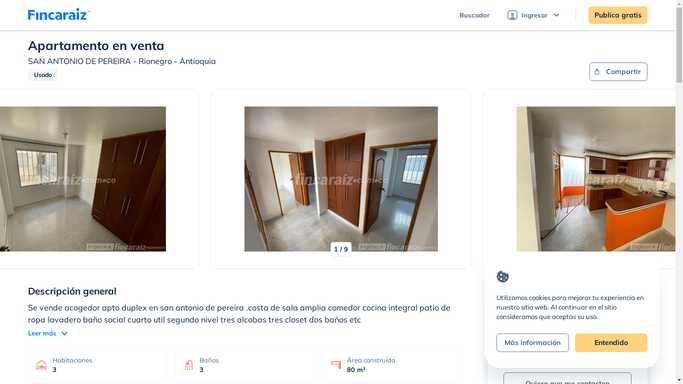 Fincaraiz
Buscador
Ingresar
Publica gratis
Apartamento en venta
SAN ANTONIO DE PEREIRA - Rionegro - Antioquia
Usado
Compartir
fincaraiz.com.co
fincaraiz.com.co
fincaraiz.com.co
1 / 9
Descripción general
Se vende acogedor apto duplex en san antonio de pereira .costa de sala amplia comedor cocina integral patio de
ropa lavadero baño social cuarto util segundo nivel tres alcobas tres closet dos baños etc
Leer más
Habitaciones
3
Baños
3
Área construída
80 m²
Utilizamos cookies para mejorar tu experiencia en
nuestro sitio web. Al continuar en el sitio
consideramos que aceptas su uso.
Más información
Entendido
Quiero que me contacten